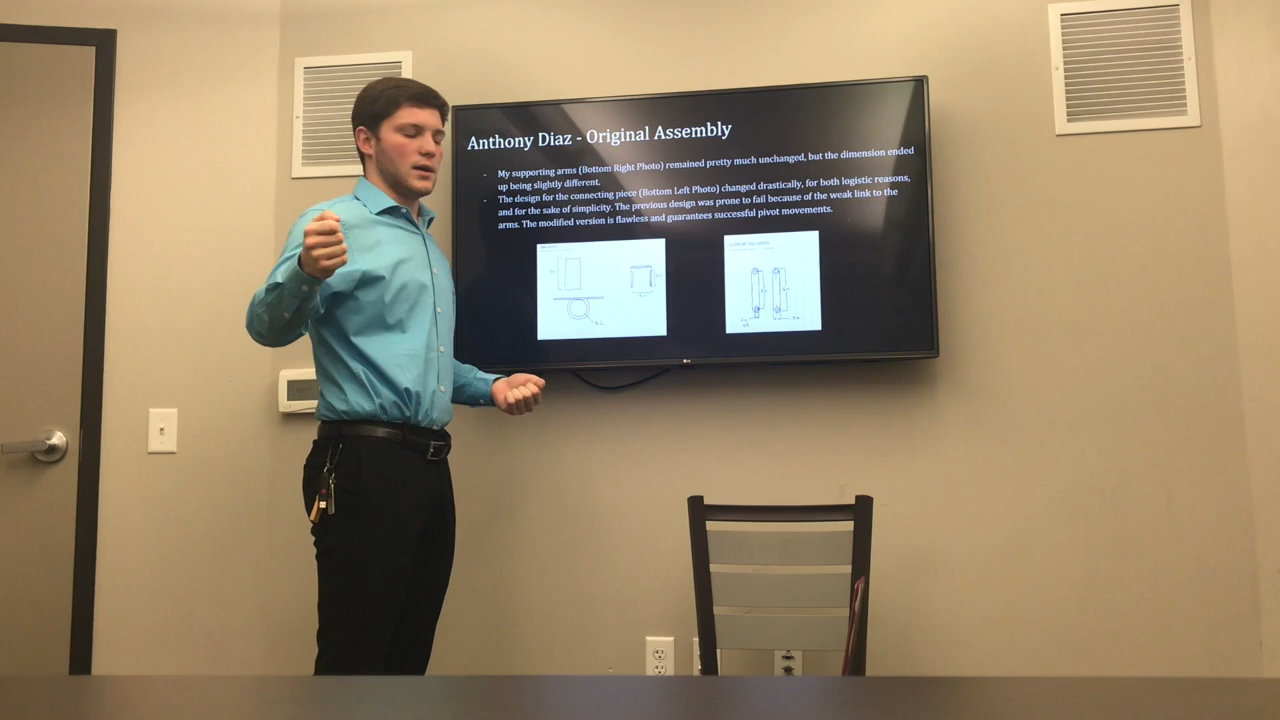 Anthony Diaz - Original Assembly
- My supporting arms (Bottom Right Photo) remained pretty much unchanged, but the dimension ended
up being slightly different.
- The design for the connecting piece (Bottom Left Photo) changed drastically, for both logistic reasons,
and for the sake of simplicity. The previous design was prone to fail because of the weak link to the
arms. The modified version is flawless and guarantees successful pivot movements.
LG